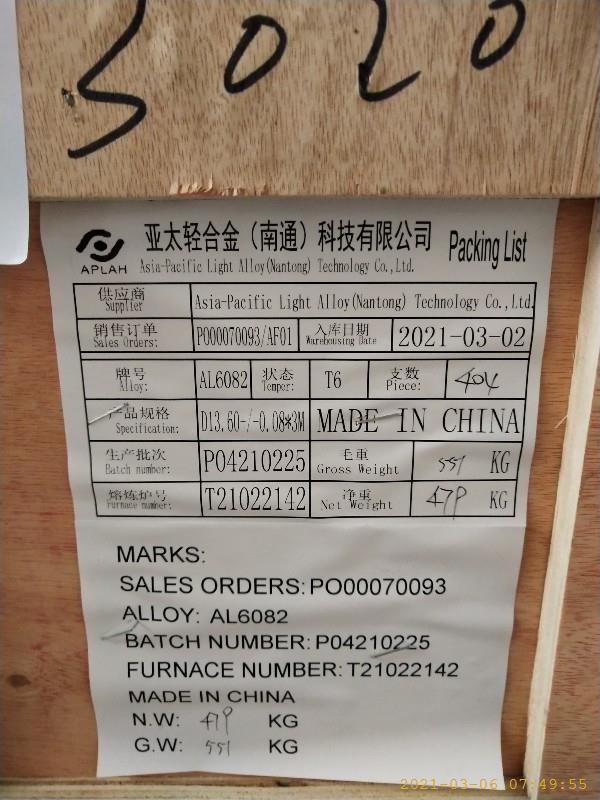 3020
亚太轻合金（南通）科技有限公司 Packing List
APLAH Asia-Pacific Light Alloy(Nantong) Technology Co.,Ltd.
供应商 Supplier Asia-Pacific Light Alloy(Nantong) Technology Co.,Ltd.
销售订单 Sales Orders: PO00070093/AF01 入库日期 Warehousing Date 2021-03-02
牌号 Alloy: AL6082 状态 Temper: T6 支数 Piece: 404
产品规格 Specification: D13.60-/-0.08*3M MADE IN CHINA
生产批次 Batch number: P04210225 毛重 Gross Weight 551 KG
熔炼炉号 Furnace number: T21022142 净重 Net Weight 479 KG
MARKS:
SALES ORDERS: PO00070093
ALLOY: AL6082
BATCH NUMBER: P04210225
FURNACE NUMBER: T21022142
MADE IN CHINA
N.W: 479 KG
G.W: 551 KG
2021-03-06 07:49:55